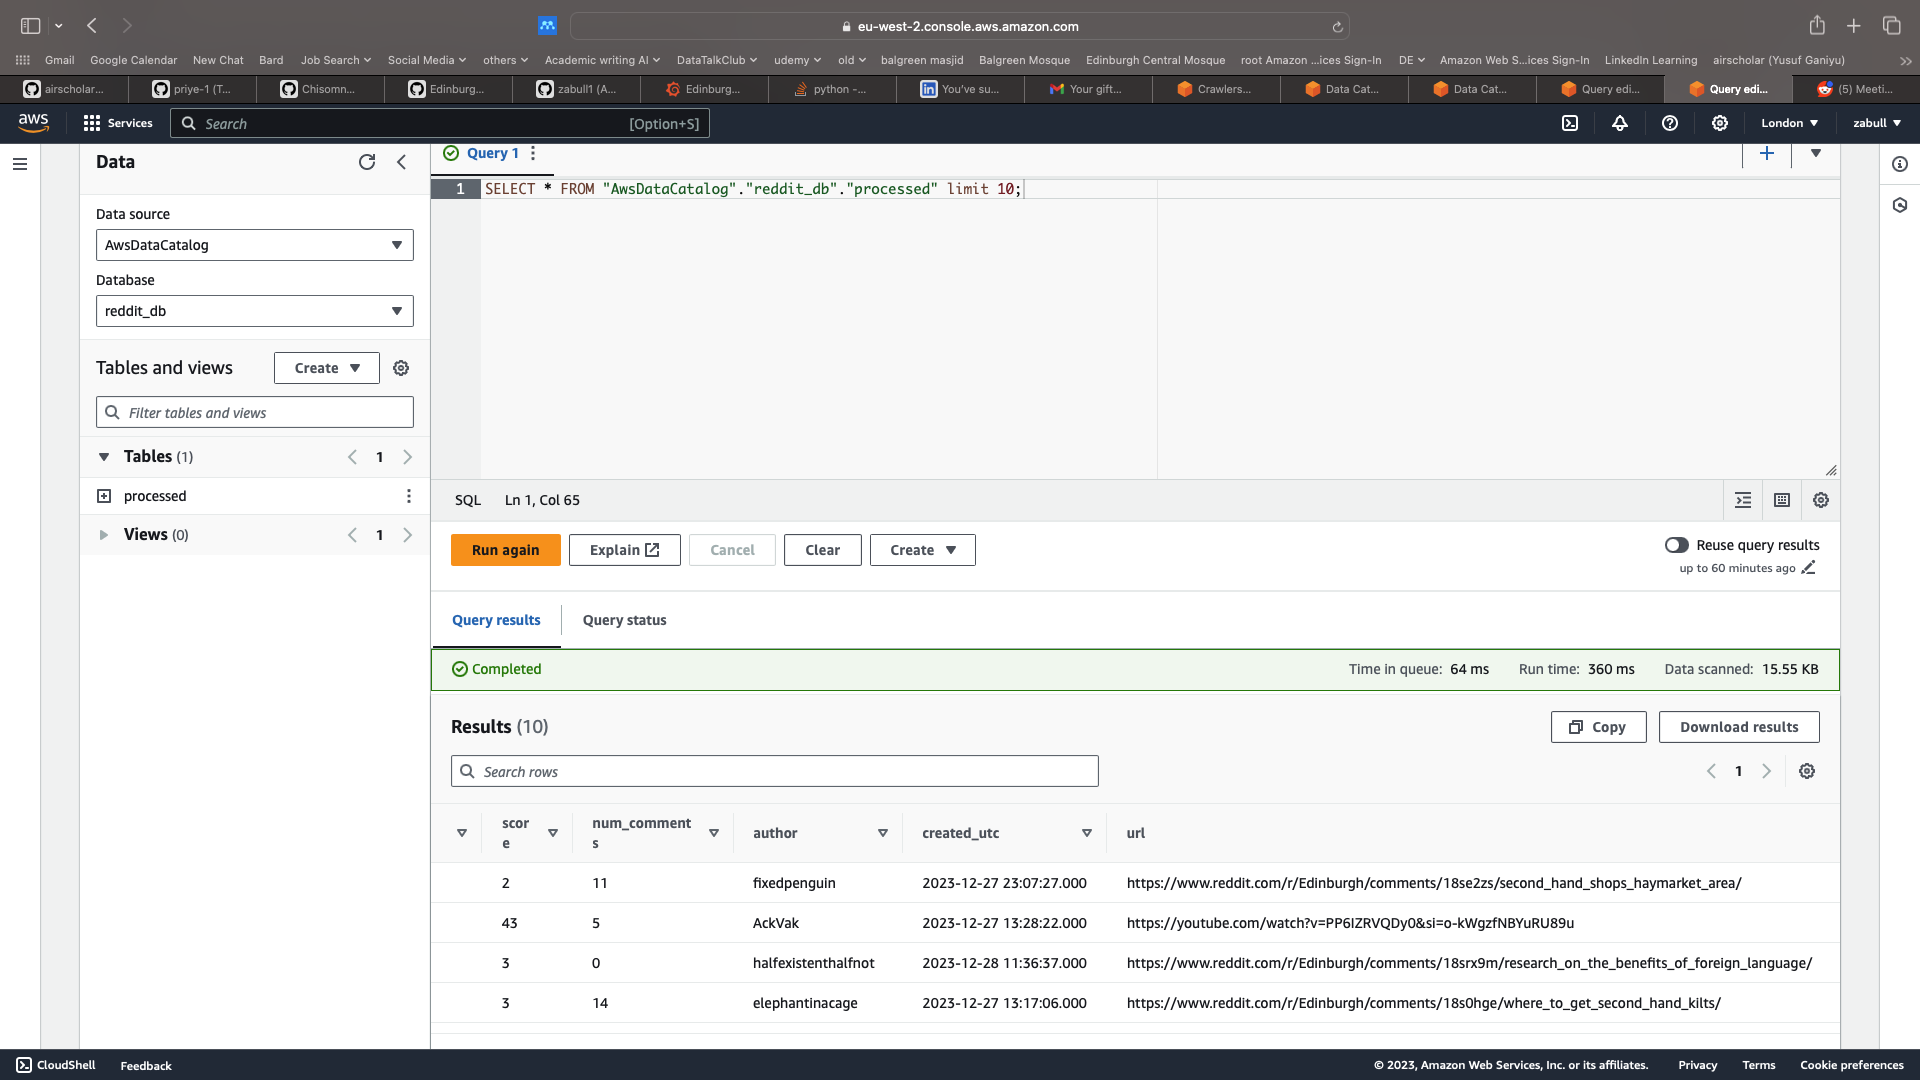 eu-west-2.console.aws.amazon.com
Gmail Google Calendar New Chat Bard Job Search Social Media others Academic writing AI DataTalkClub udemy old balgreen masjid Balgreen Mosque Edinburgh Central Mosque root Amazon ...ices Sign-In DE Amazon Web S...ices Sign-In LinkedIn Learning airscholar (Yusuf Ganiyu)
airscholar... priye-1 (T... Chisomn... Edinburg... zabull1 (A... Edinburg... python -... You've su... Your gift... Crawlers... Data Cat... Data Cat... Query edi... Query edi... (5) Meeti...
aws Services Search [Option+S] London zabull
Data
Data source
AwsDataCatalog
Database
reddit_db
Tables and views Create
Filter tables and views
Tables (1) 1
processed
Views (0) 1
Query 1
1 SELECT * FROM "AwsDataCatalog"."reddit_db"."processed" limit 10;
SQL Ln 1, Col 65
Run again Explain Cancel Clear Create
Reuse query results
up to 60 minutes ago
Query results Query status
Completed Time in queue: 64 ms Run time: 360 ms Data scanned: 15.55 KB
Results (10) Copy Download results
Search rows 1
score num_comments author created_utc url
2 11 fixedpenguin 2023-12-27 23:07:27.000 https://www.reddit.com/r/Edinburgh/comments/18se2zs/second_hand_shops_haymarket_area/
43 5 AckVak 2023-12-27 13:28:22.000 https://youtube.com/watch?v=PP6IZRVQDy0&si=o-kWgzfNBYuRU89u
3 0 halfexistenthalfnot 2023-12-28 11:36:37.000 https://www.reddit.com/r/Edinburgh/comments/18srx9m/research_on_the_benefits_of_foreign_language/
3 14 elephantinacage 2023-12-27 13:17:06.000 https://www.reddit.com/r/Edinburgh/comments/18s0hge/where_to_get_second_hand_kilts/
CloudShell Feedback © 2023, Amazon Web Services, Inc. or its affiliates. Privacy Terms Cookie preferences